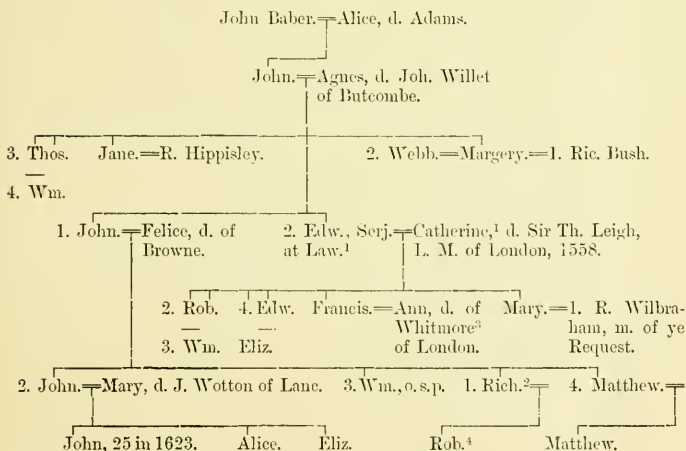 John Baber.=Alice, d. Adams.
John.=Agnes, d. Joh. Willet
of Butcombe.
3. Thos. Jane.=R. Hippisley. 2. Webb.=Margery.=1. Ric. Bush.
—
4. Wm.
1. John.=Felice, d. of 2. Edw., Serj.=Catherine,¹ d. Sir Th. Leigh,
Browne. at Law.¹ L. M. of London, 1558.
2. Rob. 4. Edw. Francis.=Ann, d. of Mary.=1. R. Wilbra-
— — Whitmore³ ham, m. of ye
3. Wm. Eliz. of London. Request.
2. John.=Mary, d. J. Wotton of Lanc. 3. Wm., o.s.p. 1. Rich.²= 4. Matthew.=
John, 25 in 1623. Alice. Eliz. Rob.⁴ Matthew.